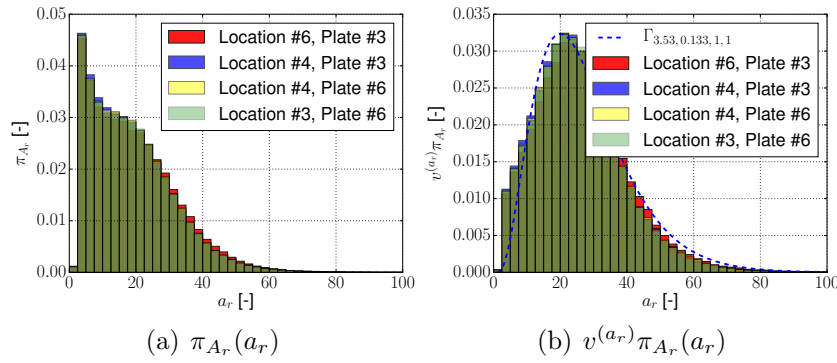 0.05
0.04
0.03
0.02
0.01
0.00
π_{A_r} [-]
0 20 40 60 80 100
a_r [-]
Location #6, Plate #3
Location #4, Plate #3
Location #4, Plate #6
Location #3, Plate #6
(a) π_{A_r}(a_r)
0.035
0.030
0.025
0.020
0.015
0.010
0.005
0.000
v^{(a_r)}π_{A_r} [-]
0 20 40 60 80 100
a_r [-]
Γ_{3.53,0.133,1,1}
Location #6, Plate #3
Location #4, Plate #3
Location #4, Plate #6
Location #3, Plate #6
(b) v^{(a_r)}π_{A_r}(a_r)